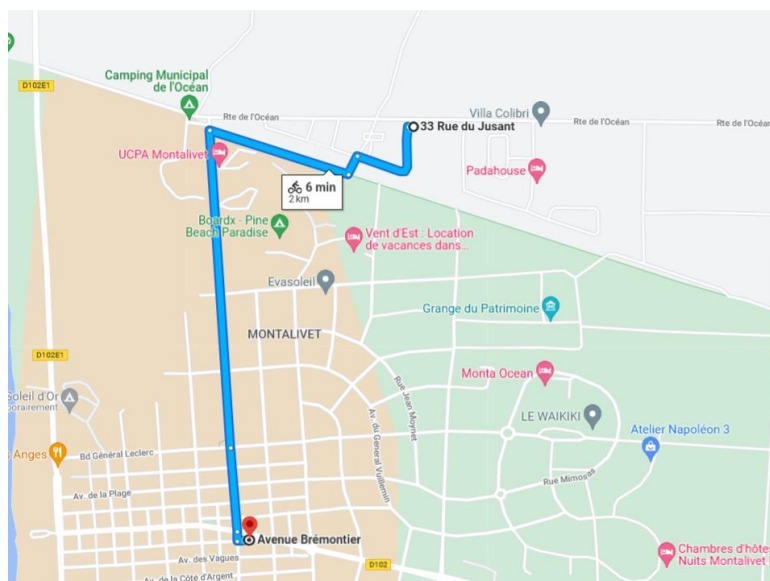 D102E1
Camping Municipal
de l'Océan
Rte de l'Océan
33 Rue du Jusant
Villa Colibri
Rte de l'Océan
Rte de l'Océan
UCPA Montalivet
Padahouse
6 min
2 km
Boardx - Pine
Beach Paradise
Vent d'Est : Location
de vacances dans...
Evasoleil
Grange du Patrimoine
MONTALIVET
D102E1
Monta Ocean
Rue Jean Moynet
Soleil d'Or
porairement
LE WAIKIKI
Av. du General Vuillemin
Atelier Napoléon 3
s Anges
Bd Général Leclerc
Rue Mimosas
Av. de la Plage
Avenue Brémontier
Av. des Vagues
D102
Av. de la Côte d'Argent
Chambres d'hôte
Nuits Montalivet